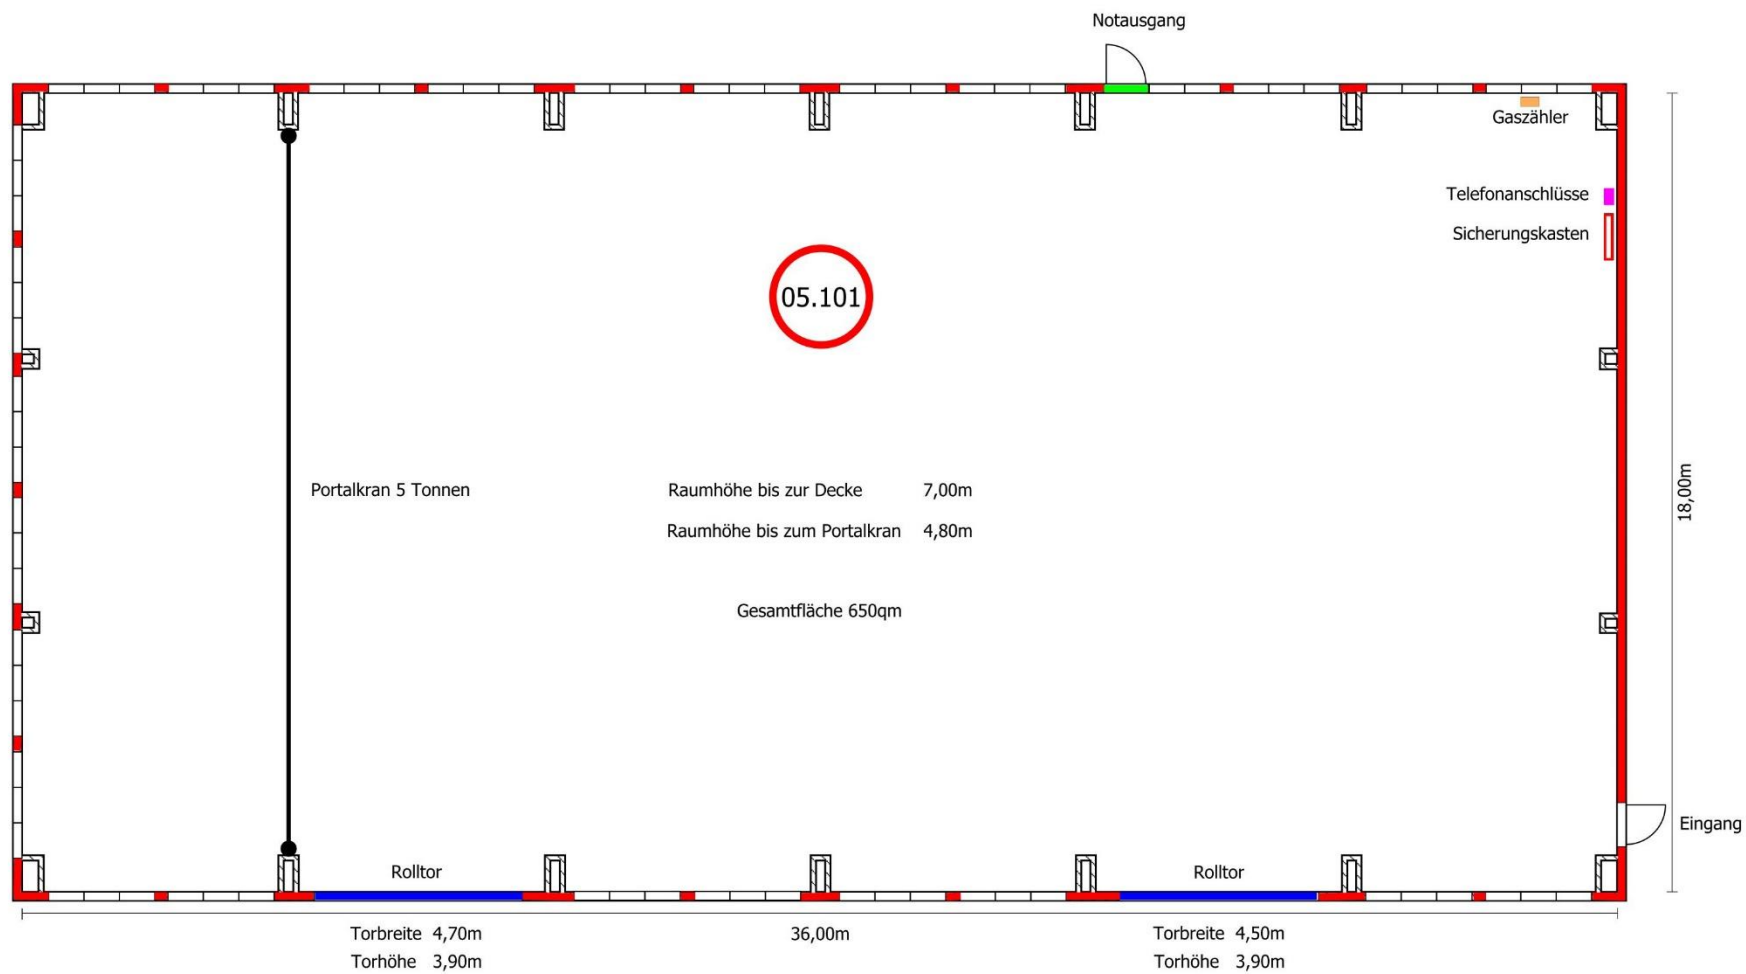 Notausgang
Gaszähler
Telefonanschlüsse
Sicherungskasten
05.101
Portalkran 5 Tonnen
Raumhöhe bis zur Decke 7,00m
Raumhöhe bis zum Portalkran 4,80m
18,00m
Gesamtfläche 650qm
Eingang
Rolltor
Rolltor
Torbreite 4,70m
Torhöhe 3,90m
36,00m
Torbreite 4,50m
Torhöhe 3,90m